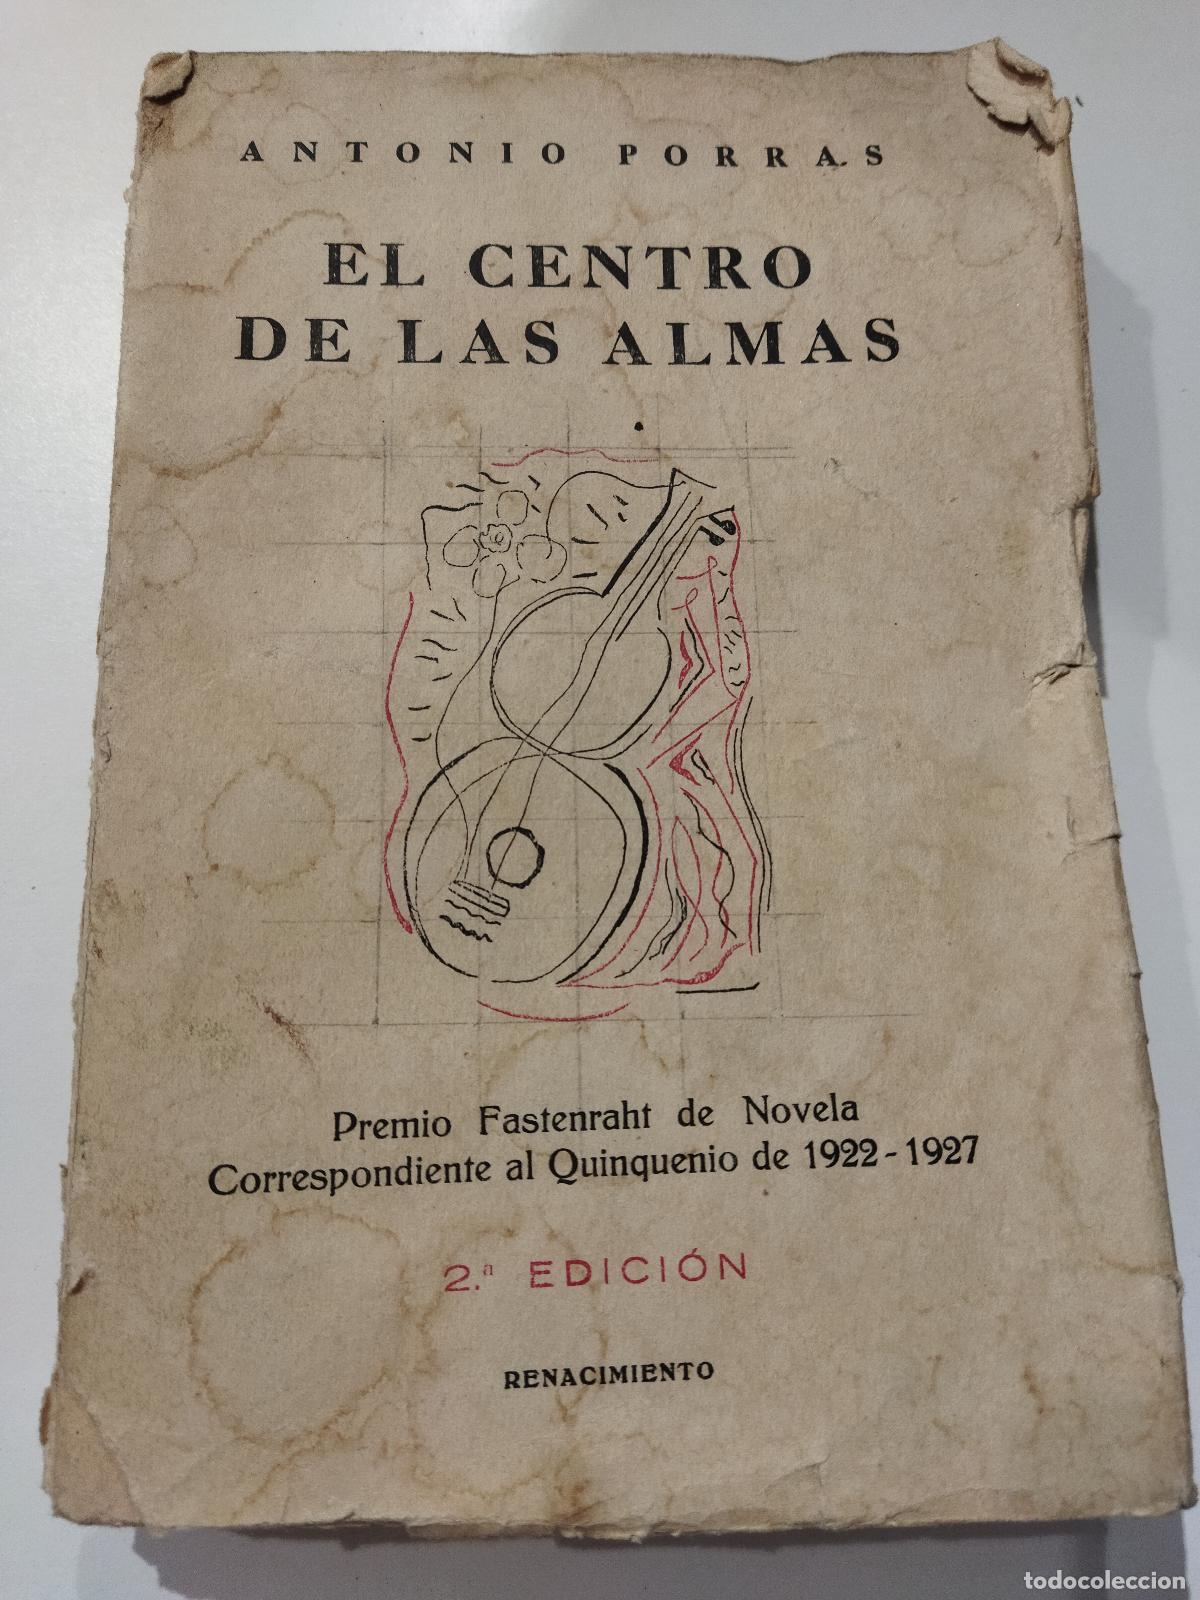 ANTONIO PORRAS
EL CENTRO
DE LAS ALMAS
Premio Fastenraht de Novela
Correspondiente al Quinquenio de 1922-1927
2.ª EDICIÓN
RENACIMIENTO
todocoleccion